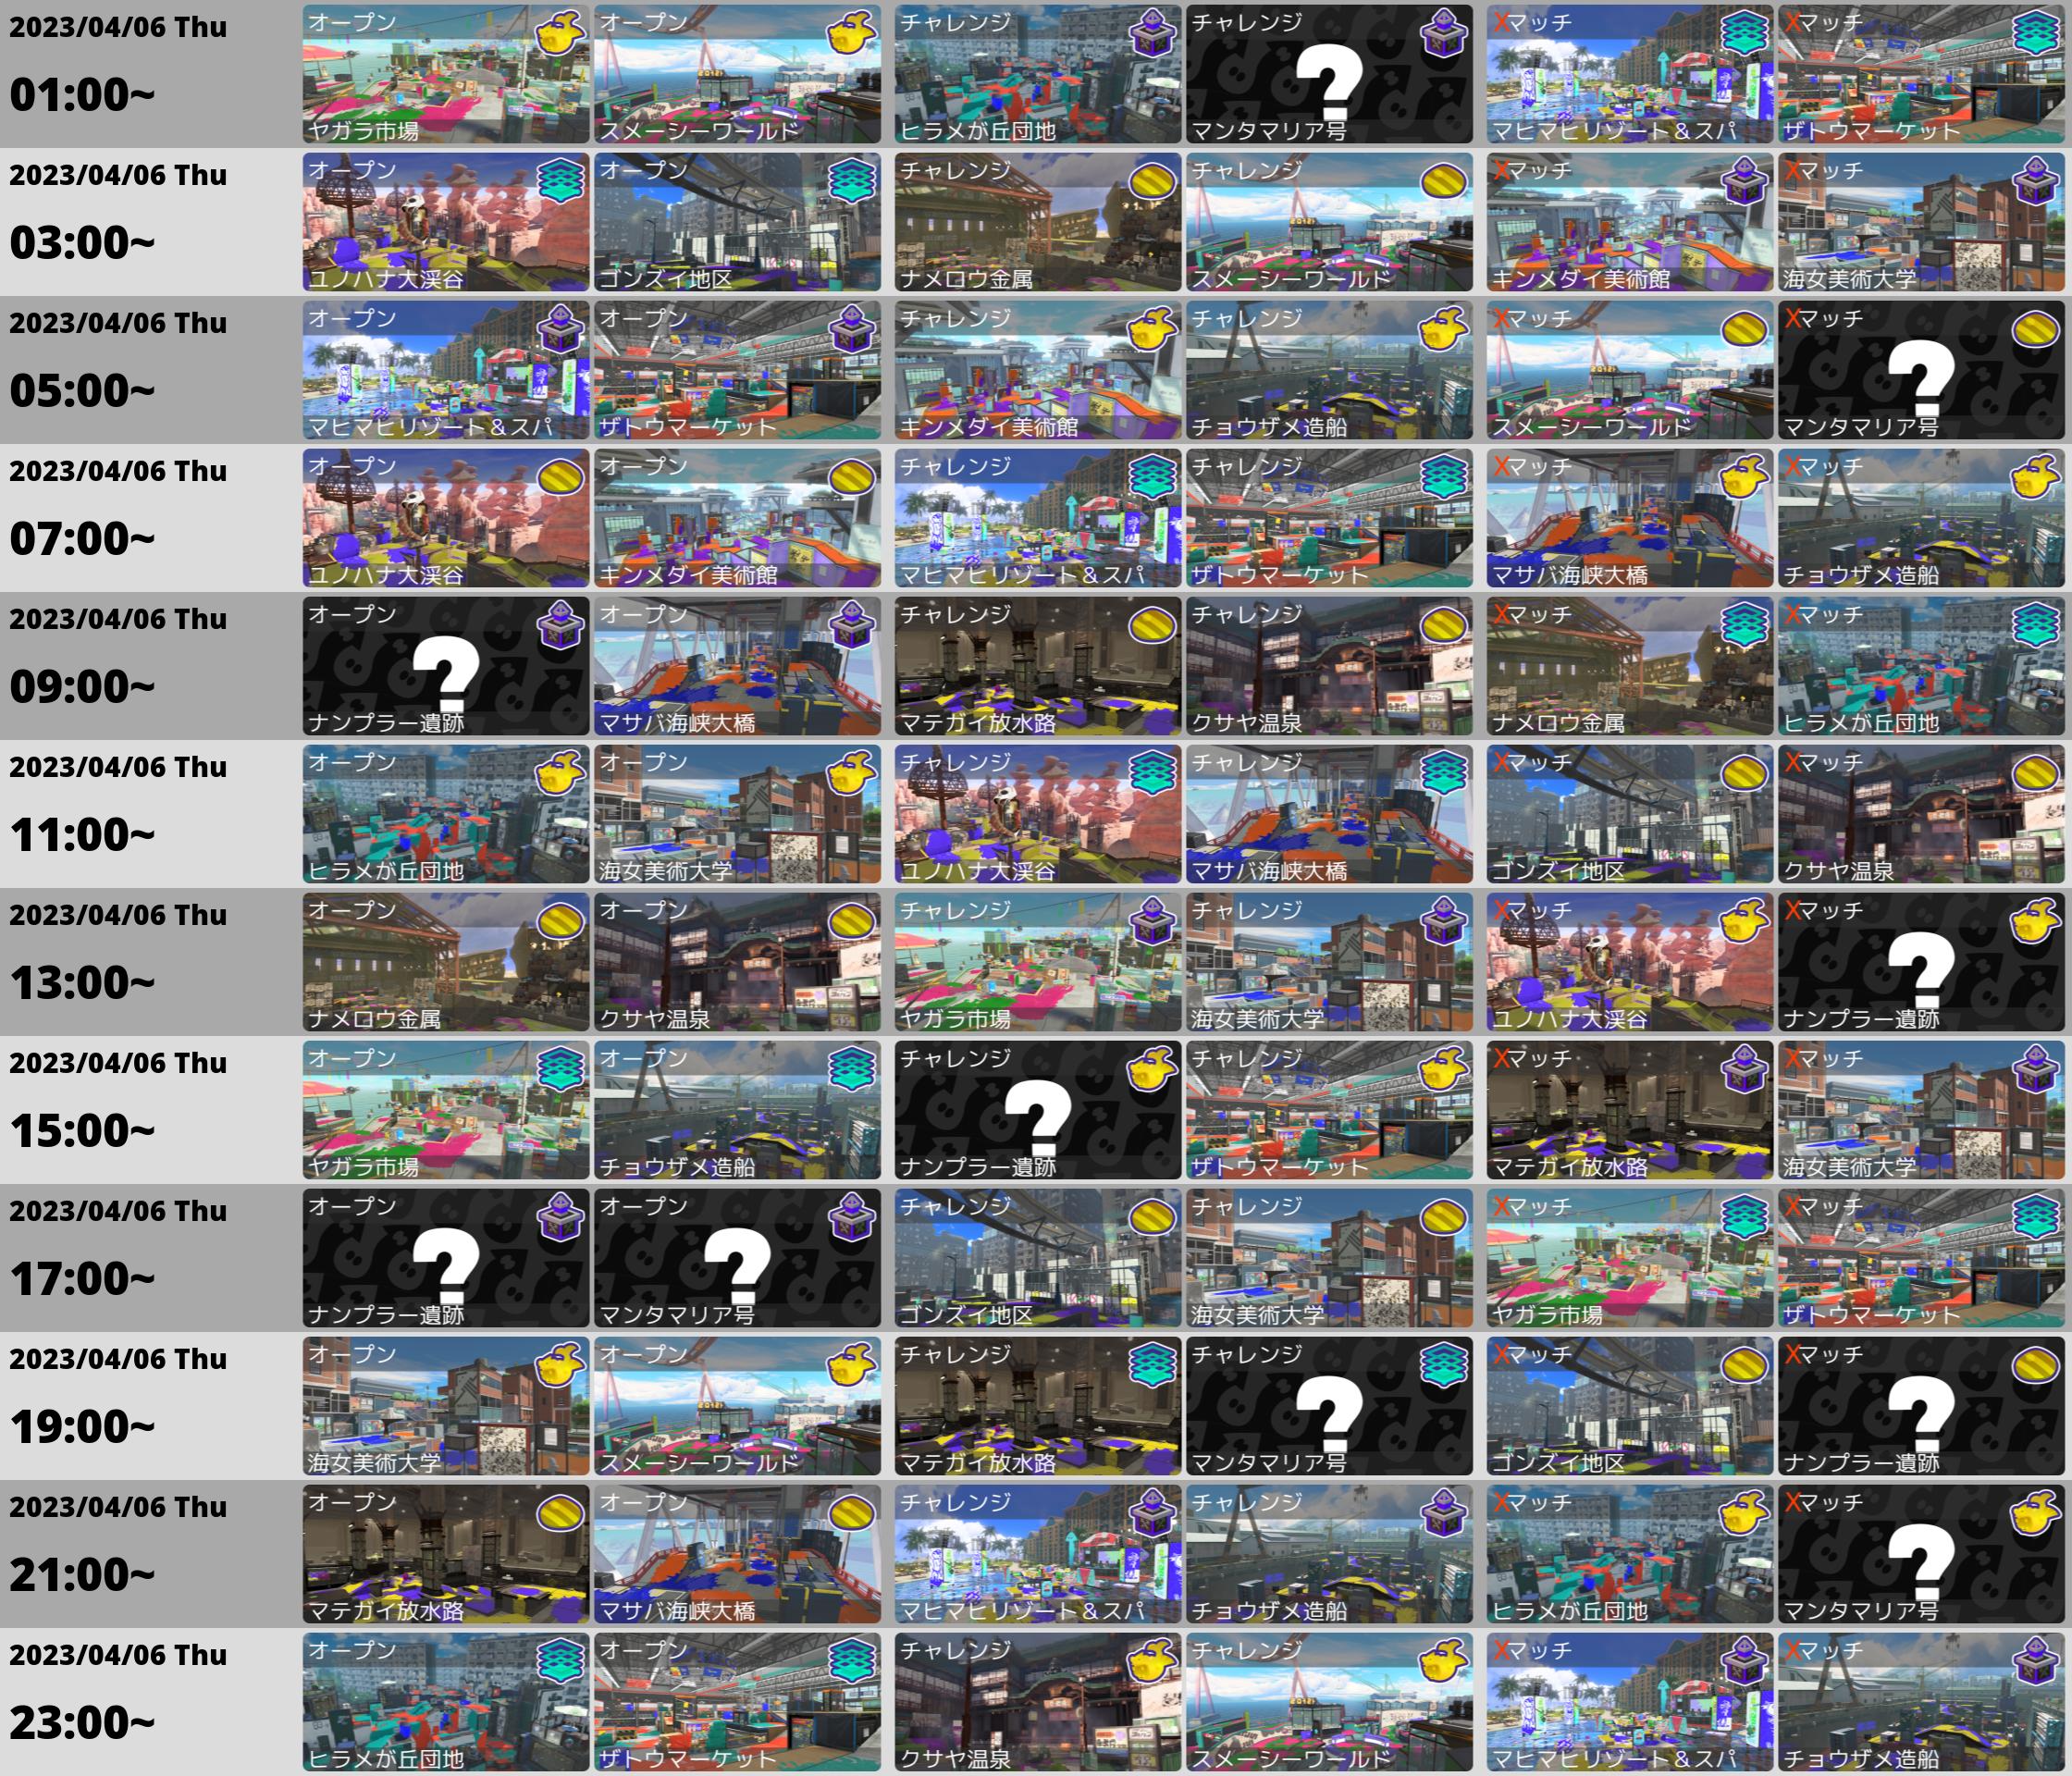 2023/04/06 Thu
01:00~
オープン オープン チャレンジ チャレンジ Xマッチ Xマッチ
ヤガラ市場 スメーシーワールド ヒラメが丘団地 マンタマリア号 マヒマヒリゾート＆スパ ザトウマーケット
2023/04/06 Thu
03:00~
オープン オープン チャレンジ チャレンジ Xマッチ Xマッチ
ユノハナ大渓谷 ゴンズイ地区 ナメロウ金属 スメーシーワールド キンメダイ美術館 海女美術大学
2023/04/06 Thu
05:00~
オープン オープン チャレンジ チャレンジ Xマッチ Xマッチ
マヒマヒリゾート＆スパ ザトウマーケット キンメダイ美術館 チョウザメ造船 スメーシーワールド マンタマリア号
2023/04/06 Thu
07:00~
オープン オープン チャレンジ チャレンジ Xマッチ Xマッチ
ユノハナ大渓谷 キンメダイ美術館 マヒマヒリゾート＆スパ ザトウマーケット マサバ海峡大橋 チョウザメ造船
2023/04/06 Thu
09:00~
オープン オープン チャレンジ チャレンジ Xマッチ Xマッチ
ナンプラー遺跡 マサバ海峡大橋 マテガイ放水路 クサヤ温泉 ナメロウ金属 ヒラメが丘団地
2023/04/06 Thu
11:00~
オープン オープン チャレンジ チャレンジ Xマッチ Xマッチ
ヒラメが丘団地 海女美術大学 ユノハナ大渓谷 マサバ海峡大橋 ゴンズイ地区 クサヤ温泉
2023/04/06 Thu
13:00~
オープン オープン チャレンジ チャレンジ Xマッチ Xマッチ
ナメロウ金属 クサヤ温泉 ヤガラ市場 海女美術大学 ユノハナ大渓谷 ナンプラー遺跡
2023/04/06 Thu
15:00~
オープン オープン チャレンジ チャレンジ Xマッチ Xマッチ
ヤガラ市場 チョウザメ造船 ナンプラー遺跡 ザトウマーケット マテガイ放水路 海女美術大学
2023/04/06 Thu
17:00~
オープン オープン チャレンジ チャレンジ Xマッチ Xマッチ
ナンプラー遺跡 マンタマリア号 ゴンズイ地区 海女美術大学 ヤガラ市場 ザトウマーケット
2023/04/06 Thu
19:00~
オープン オープン チャレンジ チャレンジ Xマッチ Xマッチ
海女美術大学 スメーシーワールド マテガイ放水路 マンタマリア号 ゴンズイ地区 ナンプラー遺跡
2023/04/06 Thu
21:00~
オープン オープン チャレンジ チャレンジ Xマッチ Xマッチ
マテガイ放水路 マサバ海峡大橋 マヒマヒリゾート＆スパ チョウザメ造船 ヒラメが丘団地 マンタマリア号
2023/04/06 Thu
23:00~
オープン オープン チャレンジ チャレンジ Xマッチ Xマッチ
ヒラメが丘団地 ザトウマーケット クサヤ温泉 スメーシーワールド マヒマヒリゾート＆スパ チョウザメ造船